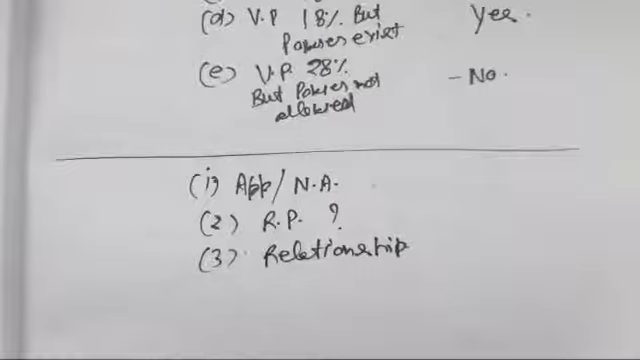 (d) V.P 18% But Yes.
Powers exist
(e) V.P. 28% - No.
But Powers not
allowed
(1) App/N.A.
(2) R.P. ?
(3) Relationship